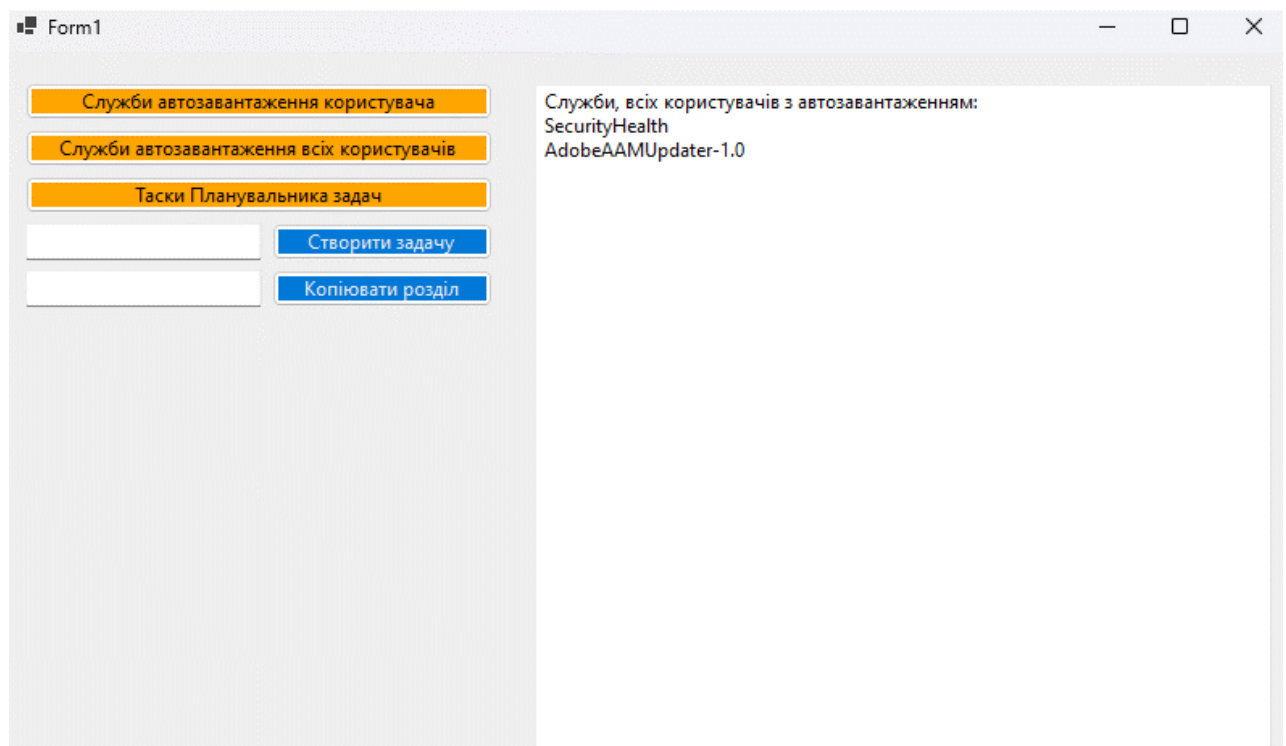 Form1
Служби автозавантаження користувача
Служби автозавантаження всіх користувачів
Таски Планувальника задач
Створити задачу
Копіювати розділ
Служби, всіх користувачів з автозавантаженням:
SecurityHealth
AdobeAAMUpdater-1.0